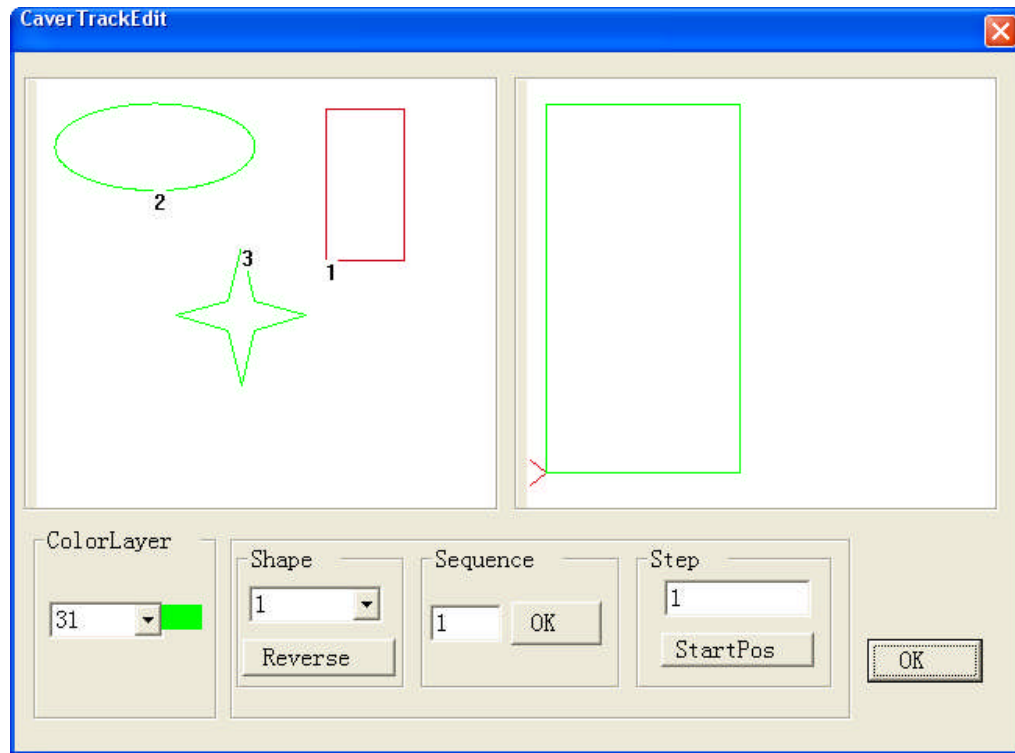 CaverTrackEdit
2
3
1
ColorLayer
31
Shape
1
Reverse
Sequence
1
OK
Step
1
StartPos
OK